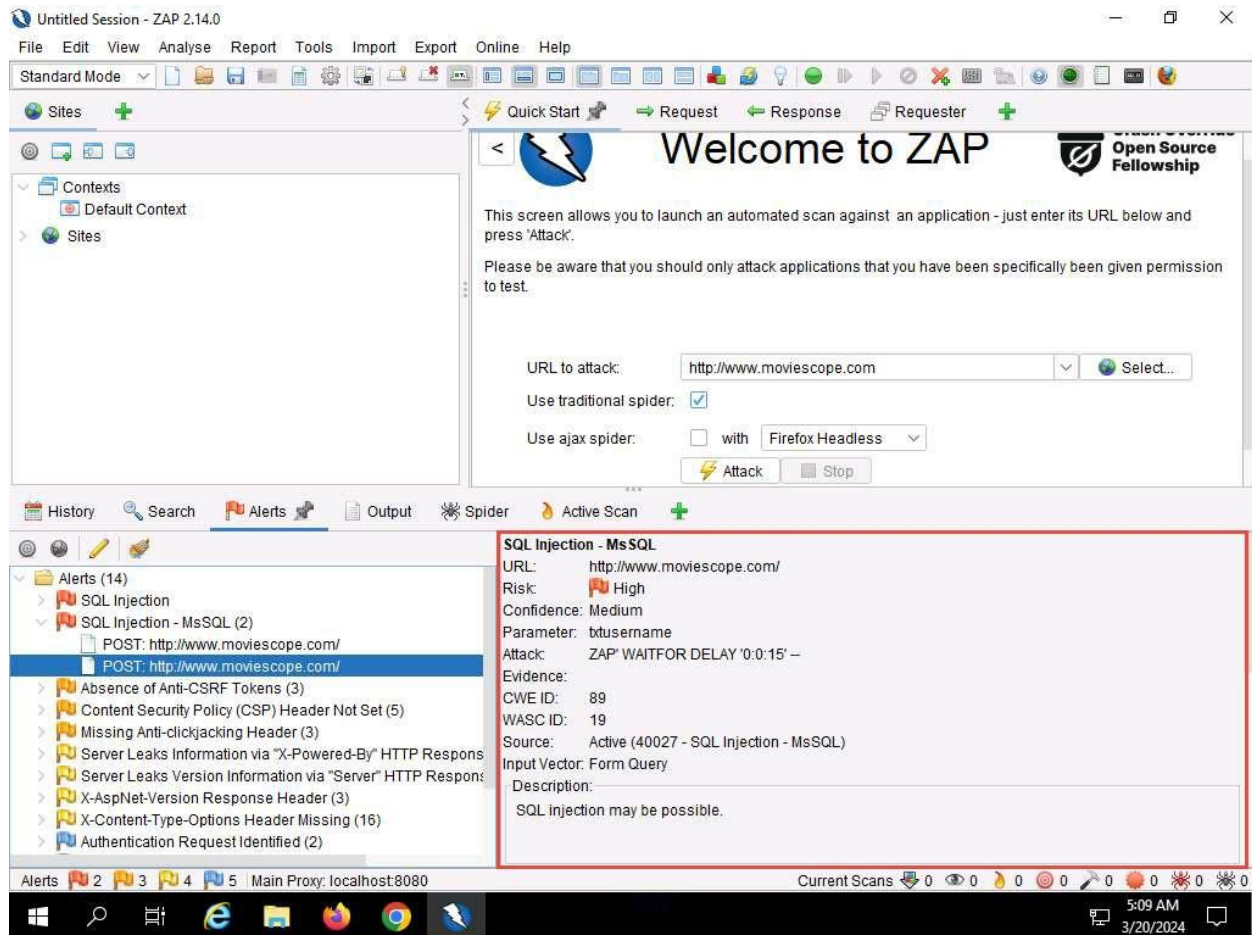 Untitled Session - ZAP 2.14.0
File Edit View Analyse Report Tools Import Export Online Help
Standard Mode
Sites
Quick Start Request Response Requester
< Welcome to ZAP
Open Source
Fellowship
Contexts
Default Context
Sites
This screen allows you to launch an automated scan against an application - just enter its URL below and
press 'Attack'.
Please be aware that you should only attack applications that you have been specifically been given permission
to test.
URL to attack: http://www.moviescope.com Select...
Use traditional spider:
Use ajax spider: with Firefox Headless
Attack Stop
History Search Alerts Output Spider Active Scan
Alerts (14)
SQL Injection
SQL Injection - MsSQL (2)
POST: http://www.moviescope.com/
POST: http://www.moviescope.com/
Absence of Anti-CSRF Tokens (3)
Content Security Policy (CSP) Header Not Set (5)
Missing Anti-clickjacking Header (3)
Server Leaks Information via "X-Powered-By" HTTP Respons
Server Leaks Version Information via "Server" HTTP Respons
X-AspNet-Version Response Header (3)
X-Content-Type-Options Header Missing (16)
Authentication Request Identified (2)
SQL Injection - MsSQL
URL: http://www.moviescope.com/
Risk: High
Confidence: Medium
Parameter: txtusername
Attack: ZAP' WAITFOR DELAY '0:0:15' --
Evidence:
CWE ID: 89
WASC ID: 19
Source: Active (40027 - SQL Injection - MsSQL)
Input Vector: Form Query
Description:
SQL injection may be possible.
Alerts 2 3 4 5 Main Proxy: localhost:8080
Current Scans 0 0 0 0 0 0 0 0
5:09 AM
3/20/2024